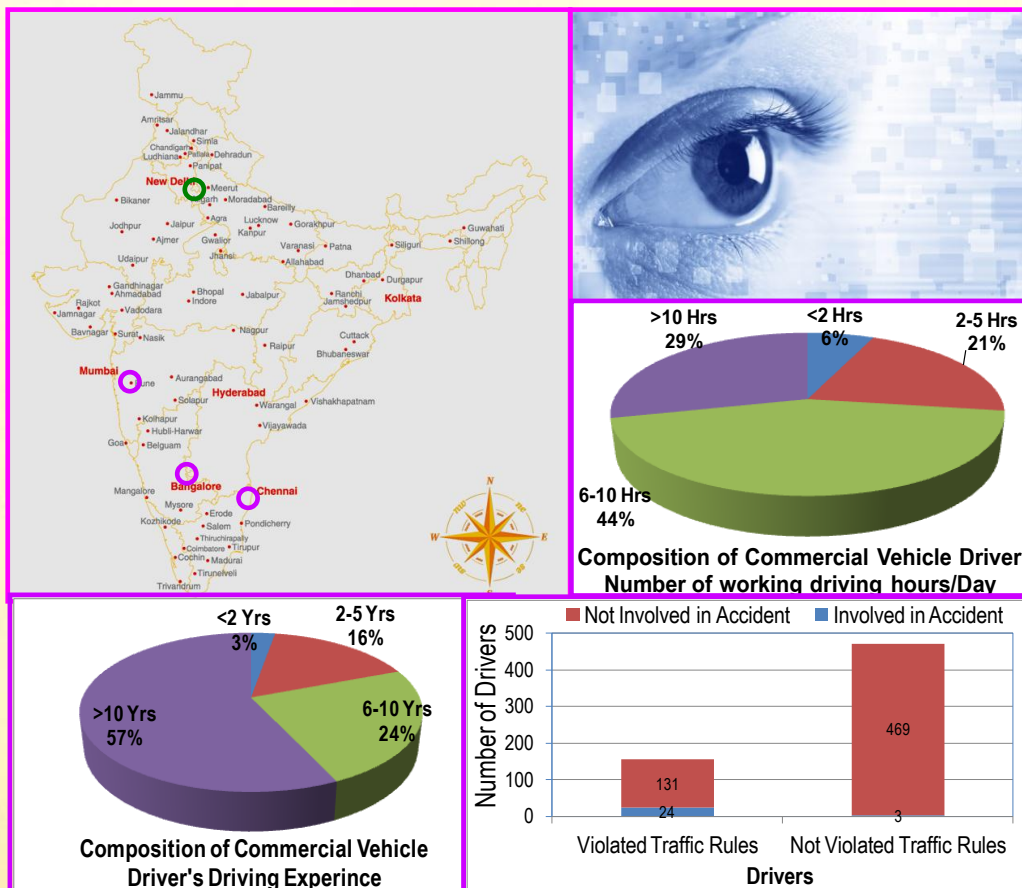 Jammu
Amritsar
Jalandhar
Simla
Chandigarh
Patiala
Ludhiana
Dehradun
Panipat
New Delhi
Meerut
garh
Moradabad
Bikaner
Bareilly
Agra
Lucknow
Jodhpur
Jaipur
Kanpur
Gorakhpur
Guwahati
Ajmer
Gwalior
Varanasi
Patna
Siliguri
Shillong
Udaipur
Jhansi
Allahabad
Dhanbad
Durgapur
Gandhinagar
Ahmadabad
Bhopal
Indore
Jabalpur
Ranchi
Jamshedpur
Kolkata
Rajkot
Jamnagar
Vadodara
Bavnagar
Surat
Nasik
Nagpur
Raipur
Cuttack
Bhubaneswar
Mumbai
une
Aurangabad
Solapur
Hyderabad
Warangal
Vishakhapatnam
Kolhapur
Hubli-Harwar
Vijayawada
Goa
Belguam
Bangalore
Chennai
Mangalore
Mysore
Erode
Kozhikode
Salem
Pondicherry
Thiruchirapally
Coimbatore
Tirupur
Cochin
Madurai
Tirunelveli
Trivandrum
N
ne
E
W
>10 Hrs
29%
<2 Hrs
6%
2-5 Hrs
21%
6-10 Hrs
44%
Composition of Commercial Vehicle Driver
Number of working driving hours/Day
<2 Yrs
3%
2-5 Yrs
16%
>10 Yrs
57%
6-10 Yrs
24%
Composition of Commercial Vehicle
Driver's Driving Experince
Not Involved in Accident
Involved in Accident
Number of Drivers
500
400
300
200
100
0
131
24
469
3
Violated Traffic Rules
Not Violated Traffic Rules
Drivers